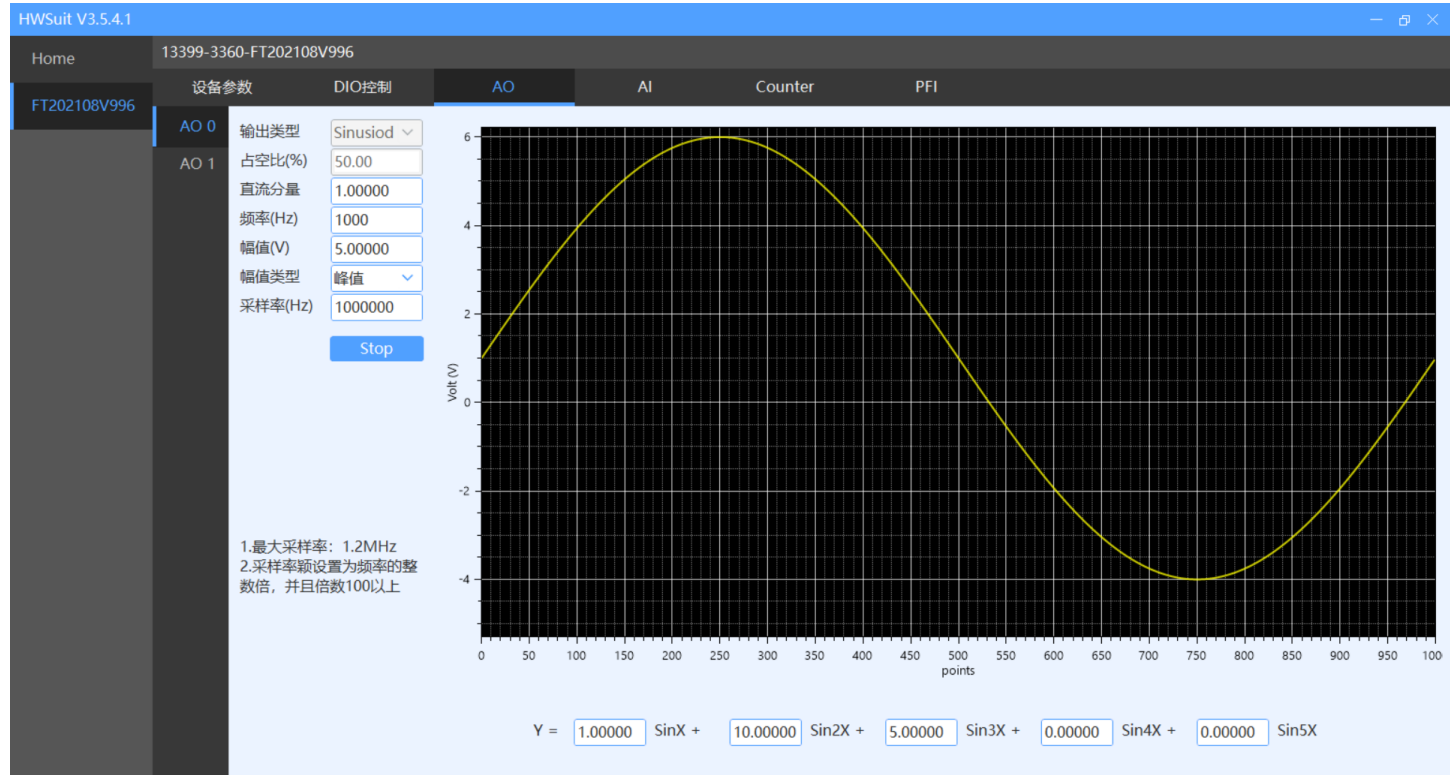 HWSuit V3.5.4.1
Home
13399-3360-FT202108V996
FT202108V996
设备参数 DIO控制 AO AI Counter PFI
AO 0
AO 1
输出类型 Sinusiod
占空比(%) 50.00
直流分量 1.00000
频率(Hz) 1000
幅值(V) 5.00000
幅值类型 峰值
采样率(Hz) 1000000
Stop
1.最大采样率：1.2MHz
2.采样率颖设置为频率的整
数倍，并且倍数100以上
6
4
2
0
-2
-4
Volt (V)
0 50 100 150 200 250 300 350 400 450 500 550 600 650 700 750 800 850 900 950 100
points
Y = 1.00000 SinX + 10.00000 Sin2X + 5.00000 Sin3X + 0.00000 Sin4X + 0.00000 Sin5X